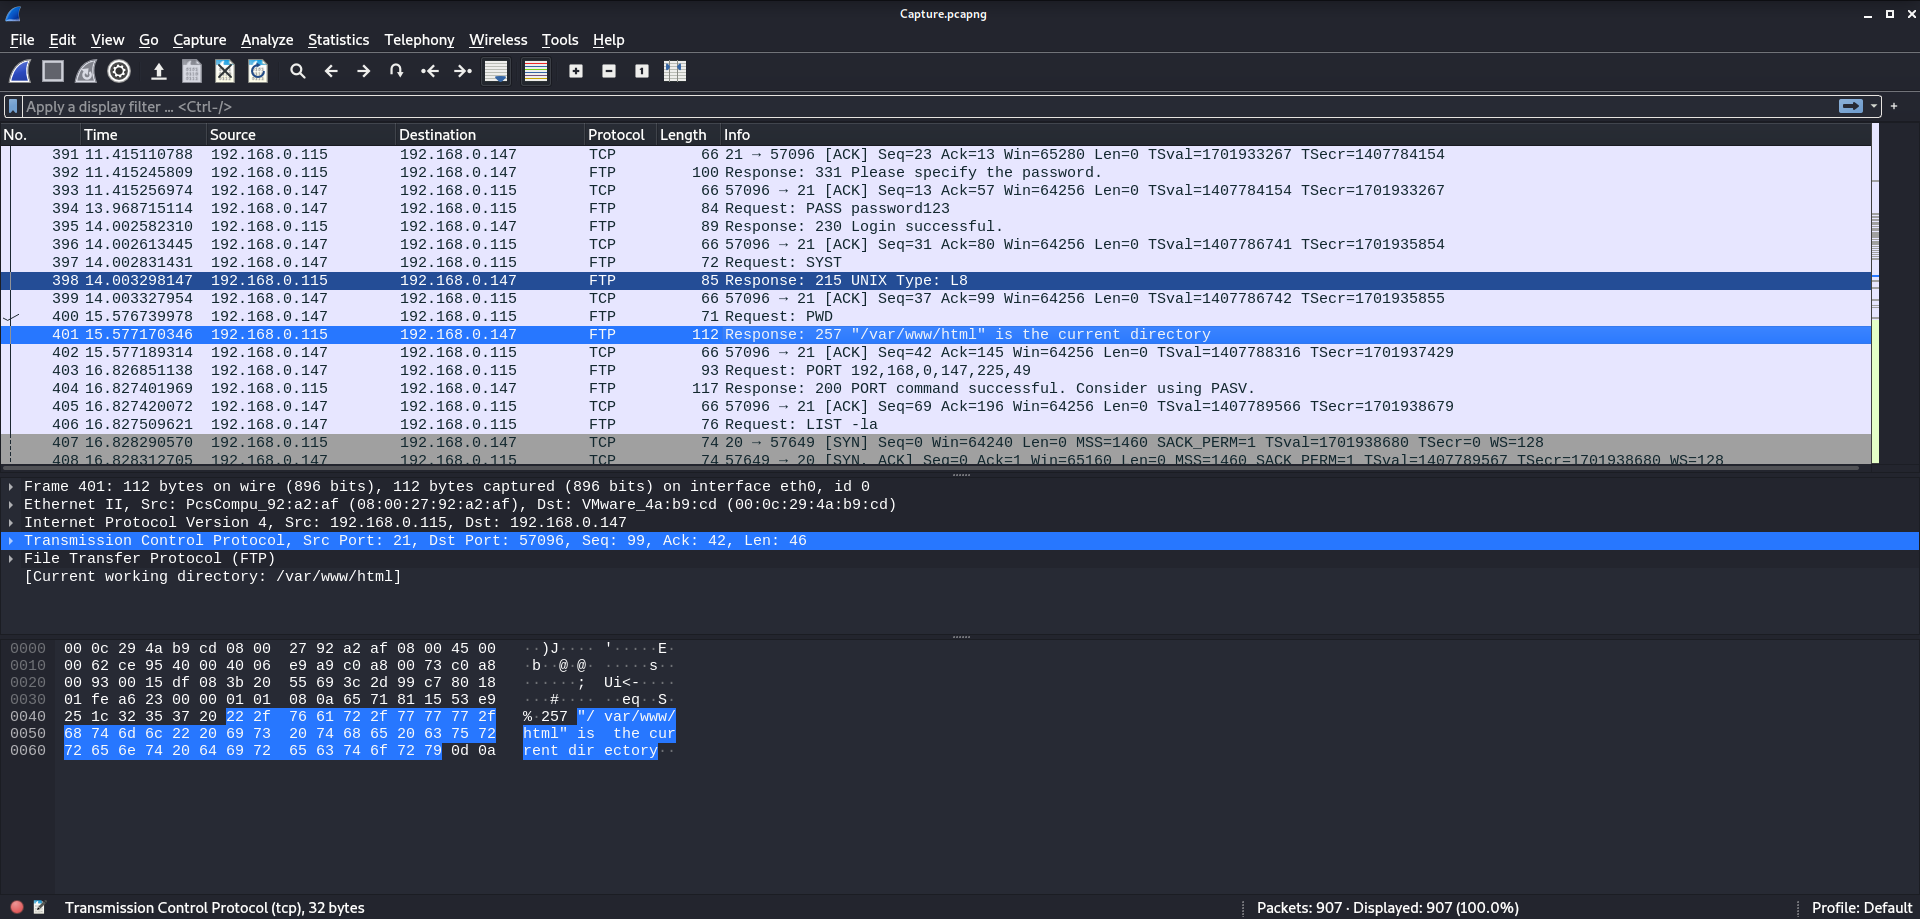 Capture.pcapng
File Edit View Go Capture Analyze Statistics Telephony Wireless Tools Help
Apply a display filter ... <Ctrl-/>
No. Time Source Destination Protocol Length Info
391 11.415110788 192.168.0.115 192.168.0.147 TCP 66 21 → 57096 [ACK] Seq=23 Ack=13 Win=65280 Len=0 TSval=1701933267 TSecr=1407784154
392 11.415245809 192.168.0.115 192.168.0.147 FTP 100 Response: 331 Please specify the password.
393 11.415256974 192.168.0.147 192.168.0.115 TCP 66 57096 → 21 [ACK] Seq=13 Ack=57 Win=64256 Len=0 TSval=1407784154 TSecr=1701933267
394 13.968715114 192.168.0.147 192.168.0.115 FTP 84 Request: PASS password123
395 14.002582310 192.168.0.115 192.168.0.147 FTP 89 Response: 230 Login successful.
396 14.002613445 192.168.0.147 192.168.0.115 TCP 66 57096 → 21 [ACK] Seq=31 Ack=80 Win=64256 Len=0 TSval=1407786741 TSecr=1701935854
397 14.002831431 192.168.0.147 192.168.0.115 FTP 72 Request: SYST
398 14.003298147 192.168.0.115 192.168.0.147 FTP 85 Response: 215 UNIX Type: L8
399 14.003327954 192.168.0.147 192.168.0.115 TCP 66 57096 → 21 [ACK] Seq=37 Ack=99 Win=64256 Len=0 TSval=1407786742 TSecr=1701935855
400 15.576739978 192.168.0.147 192.168.0.115 FTP 71 Request: PWD
401 15.577170346 192.168.0.115 192.168.0.147 FTP 112 Response: 257 "/var/www/html" is the current directory
402 15.577189314 192.168.0.147 192.168.0.115 TCP 66 57096 → 21 [ACK] Seq=42 Ack=145 Win=64256 Len=0 TSval=1407788316 TSecr=1701937429
403 16.826851138 192.168.0.147 192.168.0.115 FTP 93 Request: PORT 192,168,0,147,225,49
404 16.827401969 192.168.0.115 192.168.0.147 FTP 117 Response: 200 PORT command successful. Consider using PASV.
405 16.827420072 192.168.0.147 192.168.0.115 TCP 66 57096 → 21 [ACK] Seq=69 Ack=196 Win=64256 Len=0 TSval=1407789566 TSecr=1701938679
406 16.827509621 192.168.0.147 192.168.0.115 FTP 76 Request: LIST -la
407 16.828290570 192.168.0.115 192.168.0.147 TCP 74 20 → 57649 [SYN] Seq=0 Win=64240 Len=0 MSS=1460 SACK_PERM=1 TSval=1701938680 TSecr=0 WS=128
408 16.828312705 192.168.0.147 192.168.0.115 TCP 74 57649 → 20 [SYN, ACK] Seq=0 Ack=1 Win=65160 Len=0 MSS=1460 SACK_PERM=1 TSval=1407789567 TSecr=1701938680 WS=128
Frame 401: 112 bytes on wire (896 bits), 112 bytes captured (896 bits) on interface eth0, id 0
Ethernet II, Src: PcsCompu_92:a2:af (08:00:27:92:a2:af), Dst: VMware_4a:b9:cd (00:0c:29:4a:b9:cd)
Internet Protocol Version 4, Src: 192.168.0.115, Dst: 192.168.0.147
Transmission Control Protocol, Src Port: 21, Dst Port: 57096, Seq: 99, Ack: 42, Len: 46
File Transfer Protocol (FTP)
[Current working directory: /var/www/html]
0000 00 0c 29 4a b9 cd 08 00 27 92 a2 af 08 00 45 00 ··)J···· '·····E·
0010 00 62 ce 95 40 00 40 06 e9 a9 c0 a8 00 73 c0 a8 ·b··@·@· ·····s··
0020 00 93 00 15 df 08 3b 20 55 69 3c 2d 99 c7 80 18 ······; Ui<-····
0030 01 fe a6 23 00 00 01 01 08 0a 65 71 81 15 53 e9 ···#···· ··eq··S·
0040 25 1c 32 35 37 20 22 2f 76 61 72 2f 77 77 77 2f %·257 "/ var/www/
0050 68 74 6d 6c 22 20 69 73 20 74 68 65 20 63 75 72 html" is the cur
0060 72 65 6e 74 20 64 69 72 65 63 74 6f 72 79 0d 0a rent dir ectory··
Transmission Control Protocol (tcp), 32 bytes Packets: 907 · Displayed: 907 (100.0%) Profile: Default